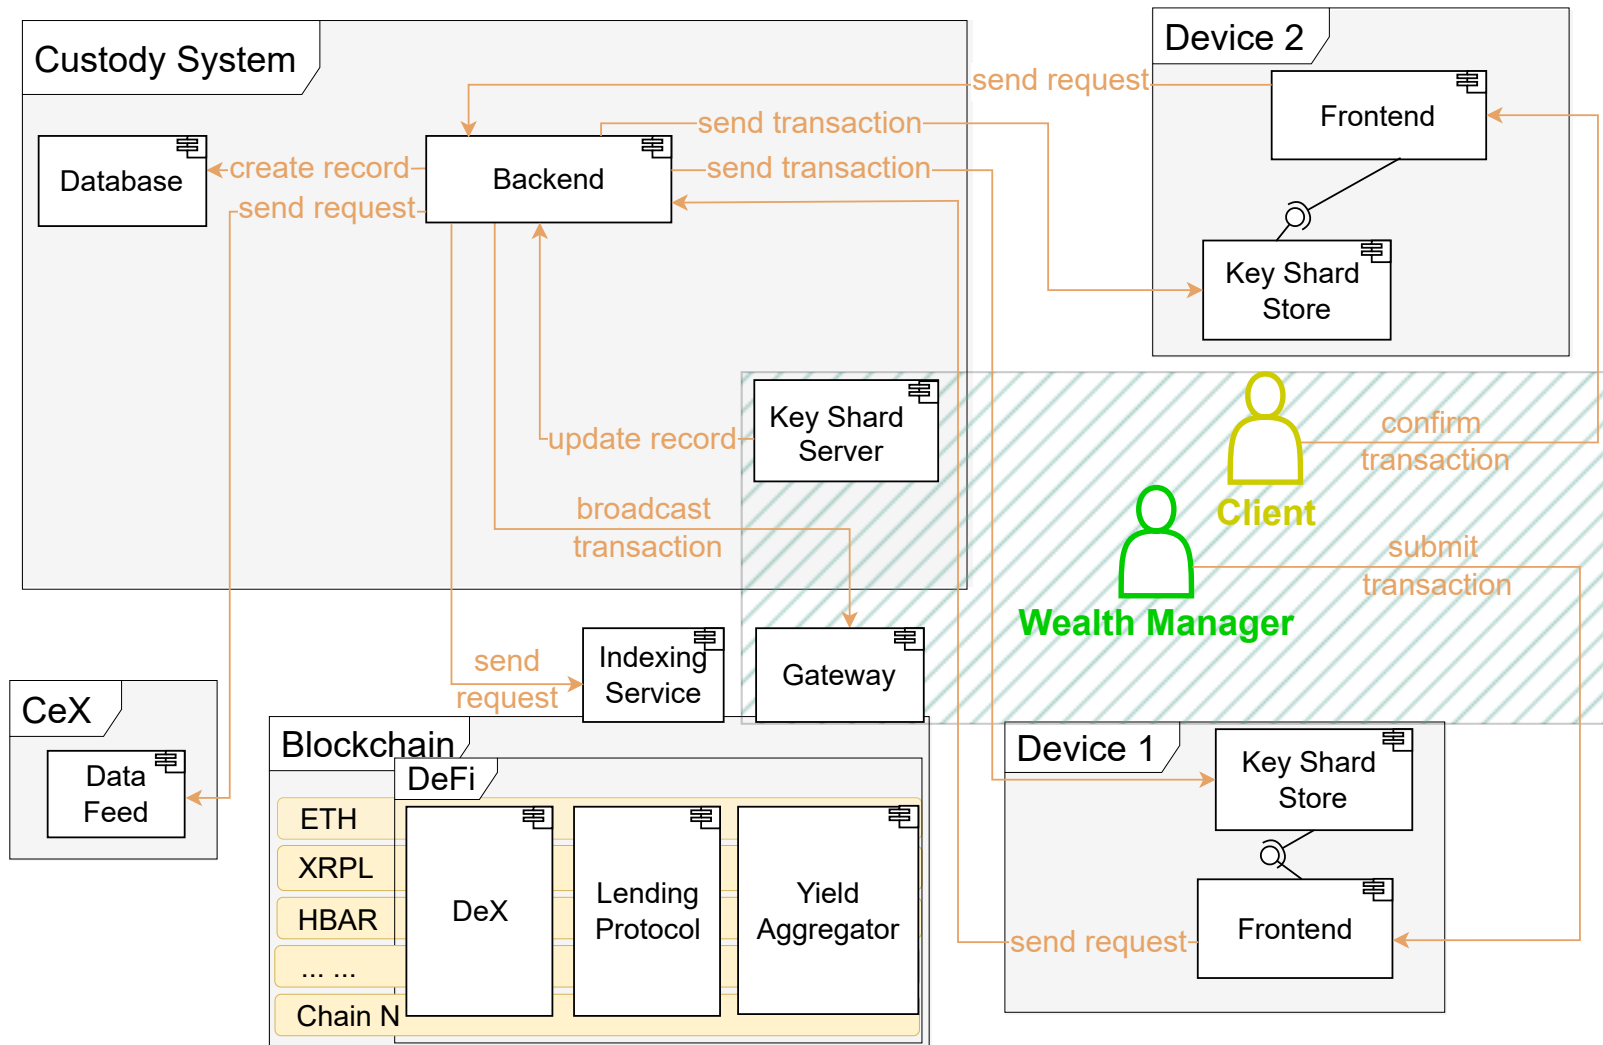 Custody System
Device 2
send request
Frontend
send transaction
Database
create record
Backend
send transaction
send request
Key Shard
Store
Key Shard
Server
update record
confirm
transaction
Client
broadcast
transaction
submit
transaction
Wealth Manager
send
request
Indexing
Service
Gateway
CeX
Data
Feed
Blockchain
DeFi
ETH
XRPL
HBAR
... ...
Chain N
DeX
Lending
Protocol
Yield
Aggregator
Device 1
Key Shard
Store
send request
Frontend